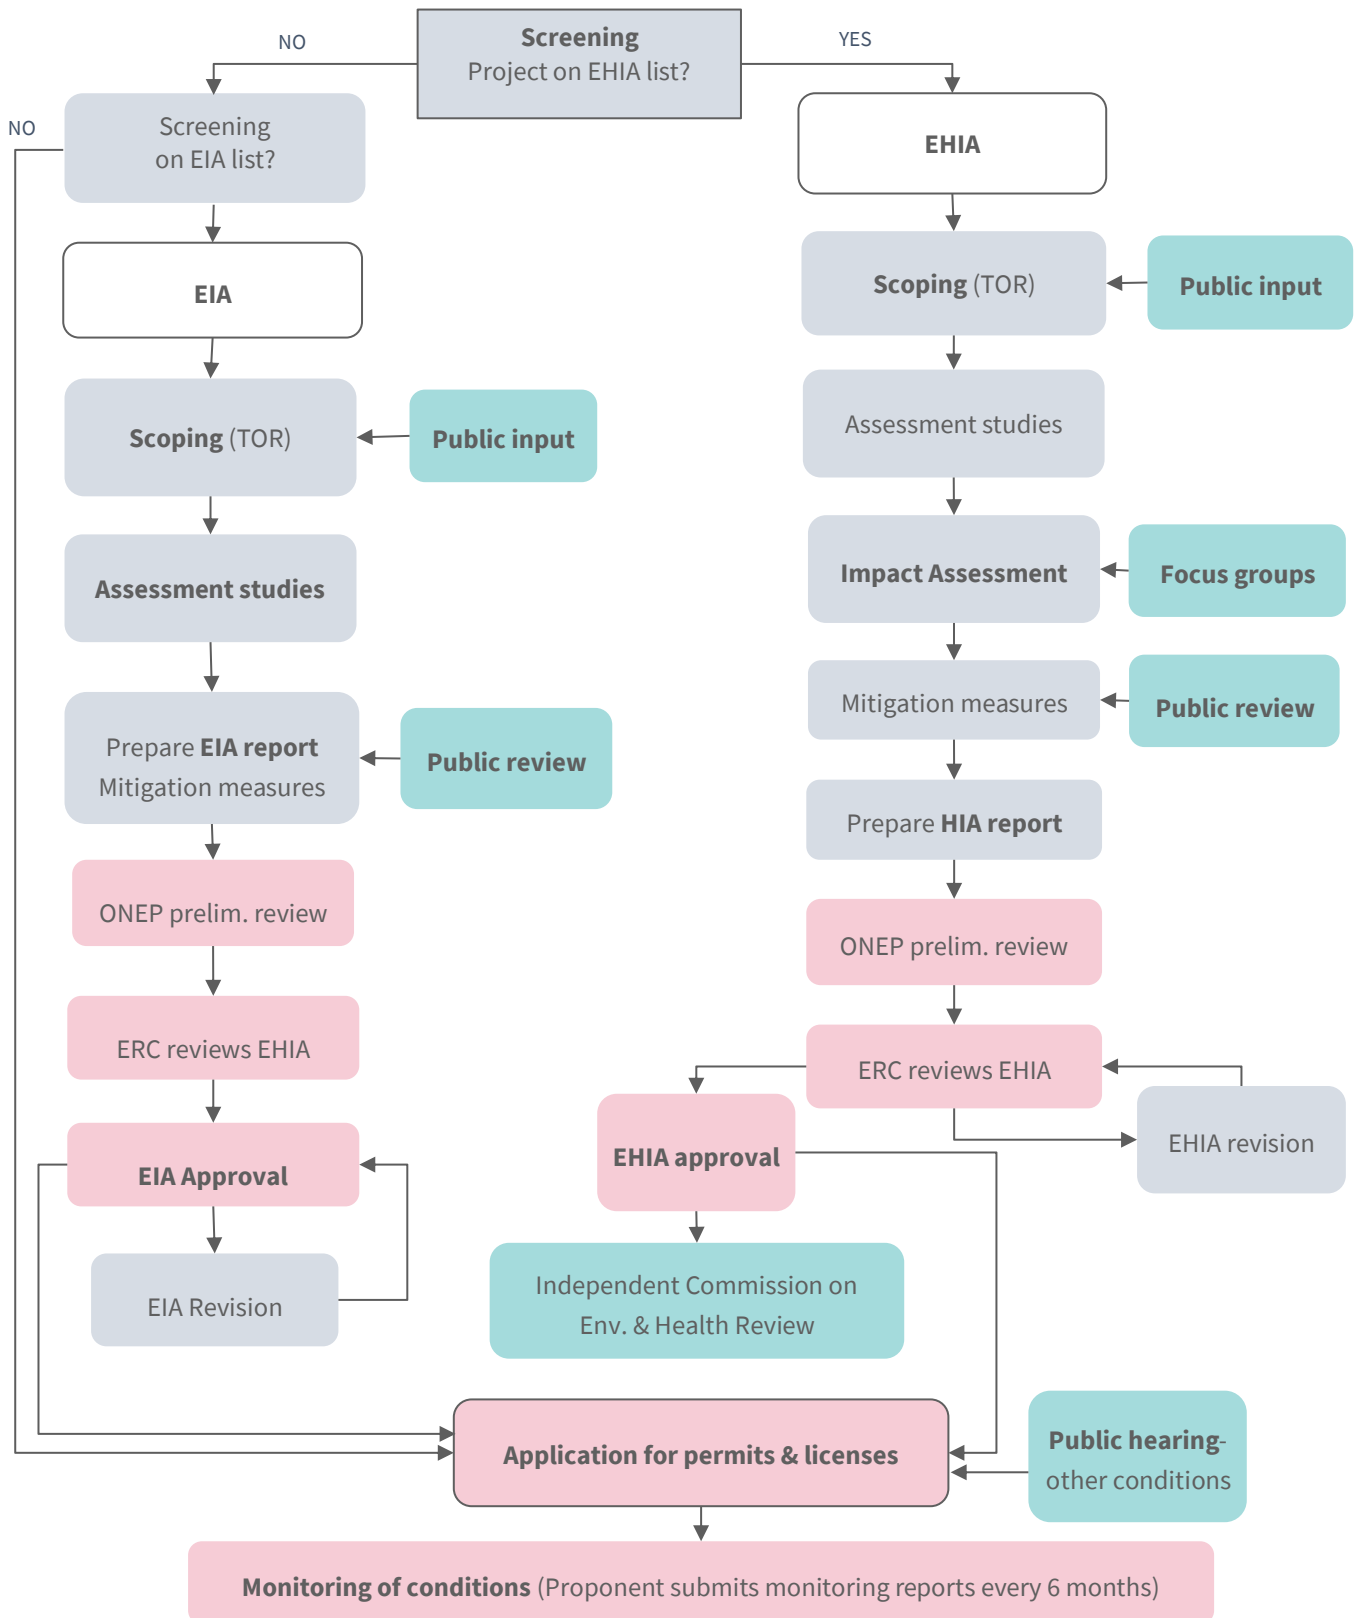 Screening
Project on EHIA list?
NO
YES
NO
Screening
on EIA list?
EHIA
EIA
Scoping (TOR)
Public input
Scoping (TOR)
Public input
Assessment studies
Assessment studies
Impact Assessment
Focus groups
Mitigation measures
Public review
Prepare EIA report
Mitigation measures
Public review
Prepare HIA report
ONEP prelim. review
ONEP prelim. review
ERC reviews EHIA
ERC reviews EHIA
EHIA revision
EHIA approval
EIA Approval
EIA Revision
Independent Commission on
Env. & Health Review
Application for permits & licenses
Public hearing-
other conditions
Monitoring of conditions (Proponent submits monitoring reports every 6 months)